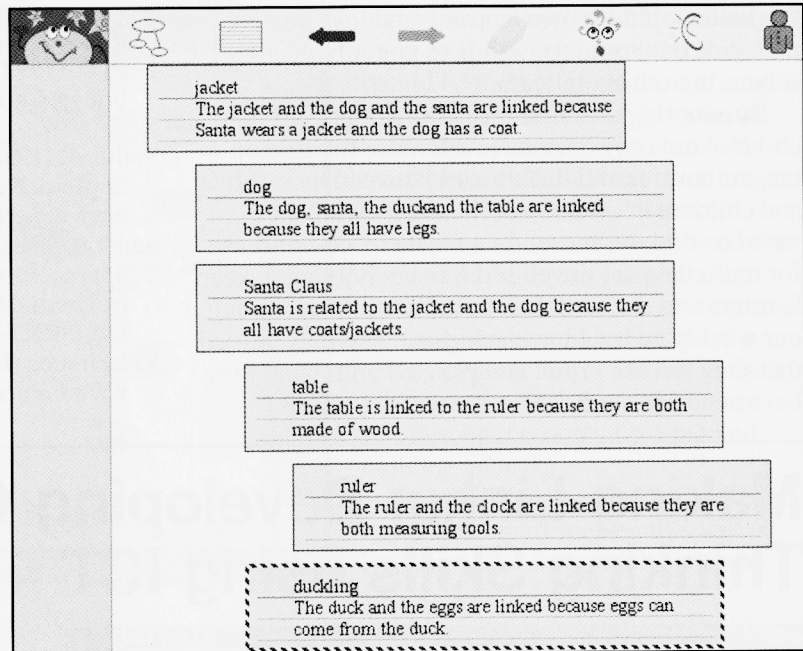 jacket
The jacket and the dog and the santa are linked because
Santa wears a jacket and the dog has a coat.
dog
The dog, santa, the duckand the table are linked
because they all have legs.
Santa Claus
Santa is related to the jacket and the dog because they
all have coats/jackets.
table
The table is linked to the ruler because they are both
made of wood.
ruler
The ruler and the clock are linked because they are
both measuring tools.
duckling
The duck and the eggs are linked because eggs can
come from the duck.